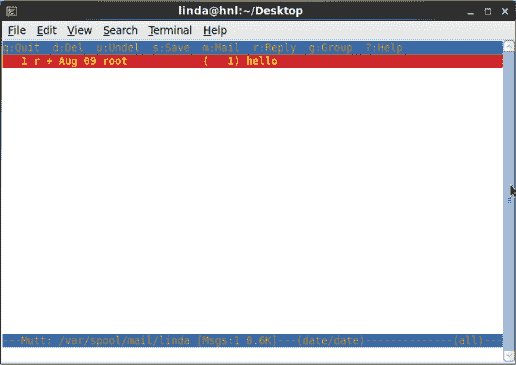 linda@hnl:~/Desktop
File Edit View Search Terminal Help
q:Quit d:Del u:Undel s:Save m:Mail r:Reply g:Group ?:Help
1 r + Aug 09 root ( 1) hello
---Mutt: /var/spool/mail/linda [Msgs:1 0.6K]---(date/date)--------------(all)---